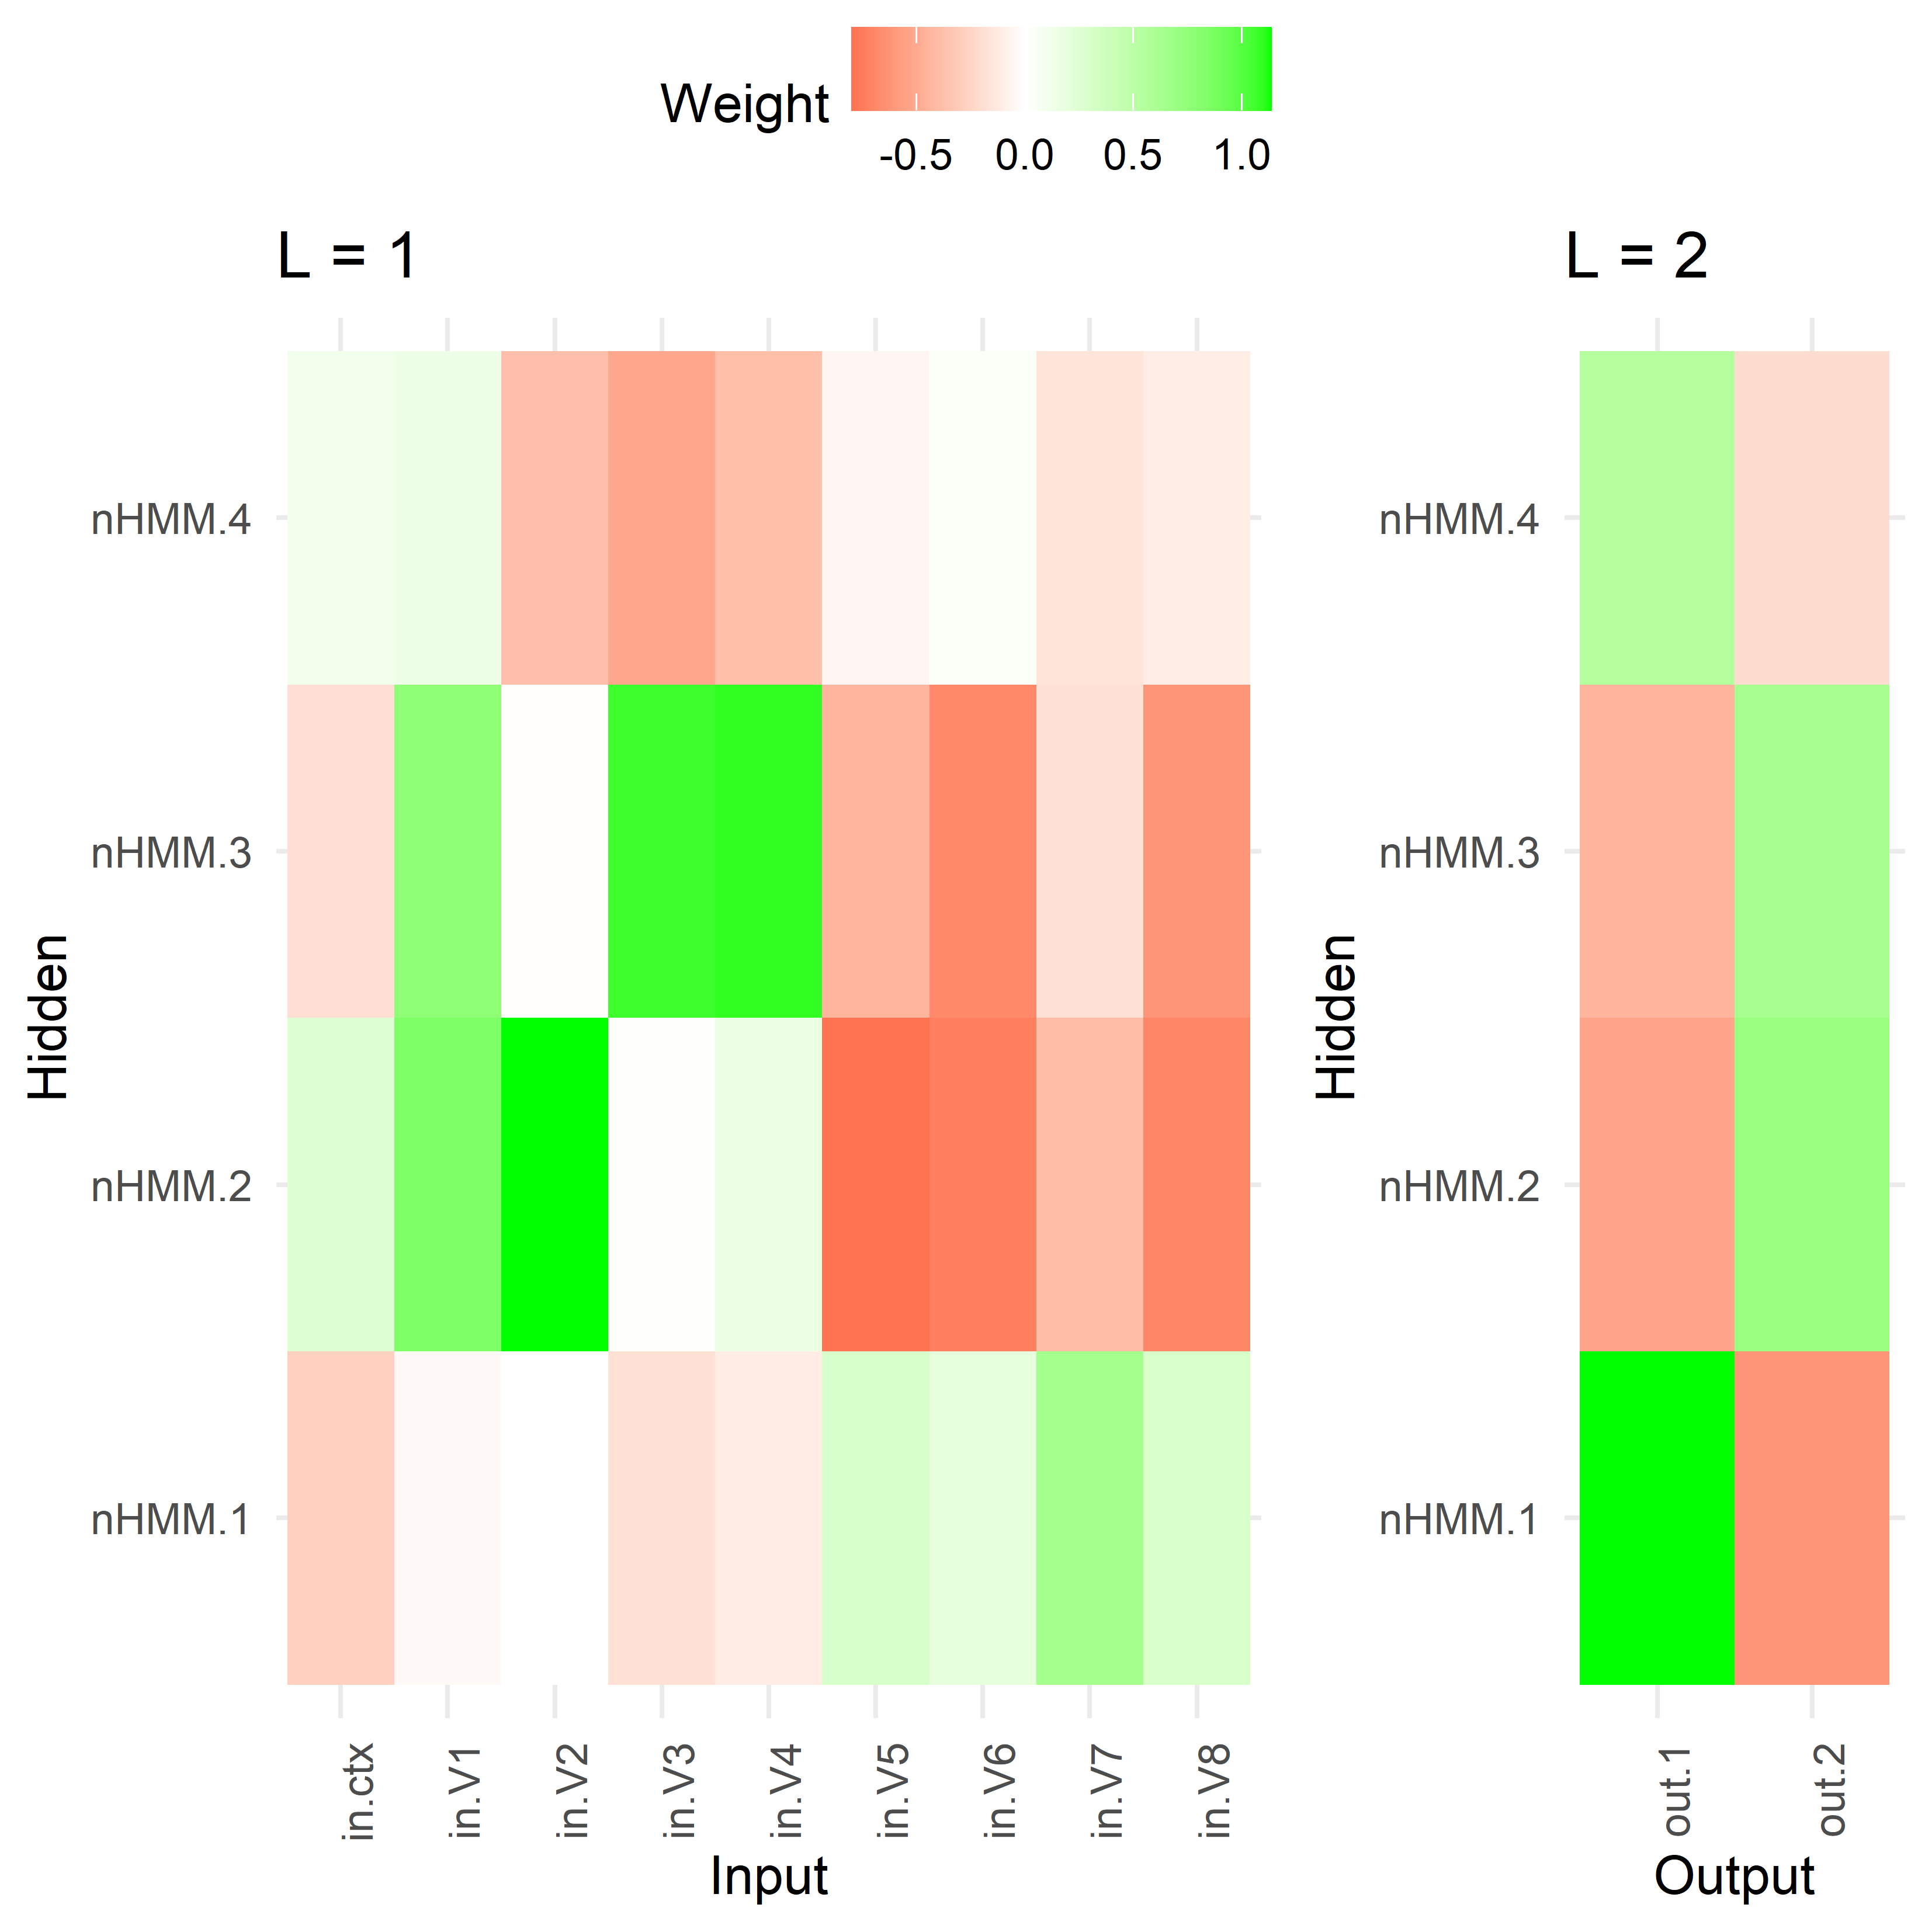 Weight
-0.5 0.0 0.5 1.0
L = 1
L = 2
Hidden
nHMM.4
nHMM.3
nHMM.2
nHMM.1
in.ctx in.V1 in.V2 in.V3 in.V4 in.V5 in.V6 in.V7 in.V8
Input
Hidden
nHMM.4
nHMM.3
nHMM.2
nHMM.1
out.1 out.2
Output